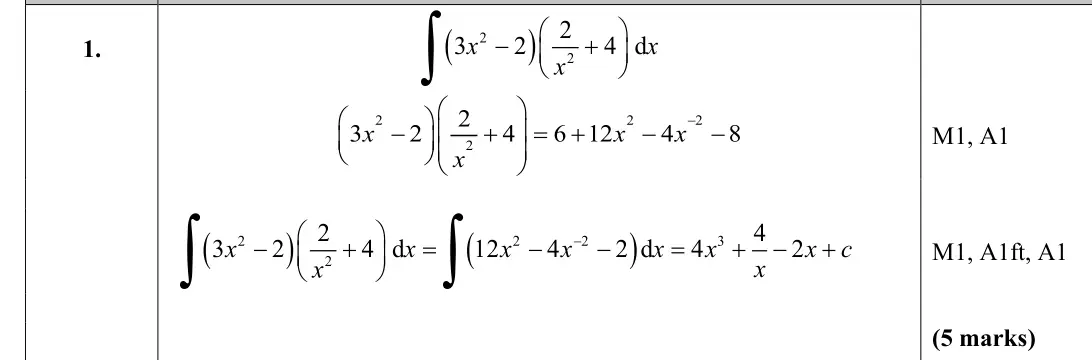 1. ∫(3x² − 2)(2/x² + 4) dx
(3x² − 2)(2/x² + 4) = 6 + 12x² − 4x⁻² − 8 M1, A1
∫(3x² − 2)(2/x² + 4) dx = ∫(12x² − 4x⁻² − 2) dx = 4x³ + 4/x − 2x + c M1, A1ft, A1
(5 marks)